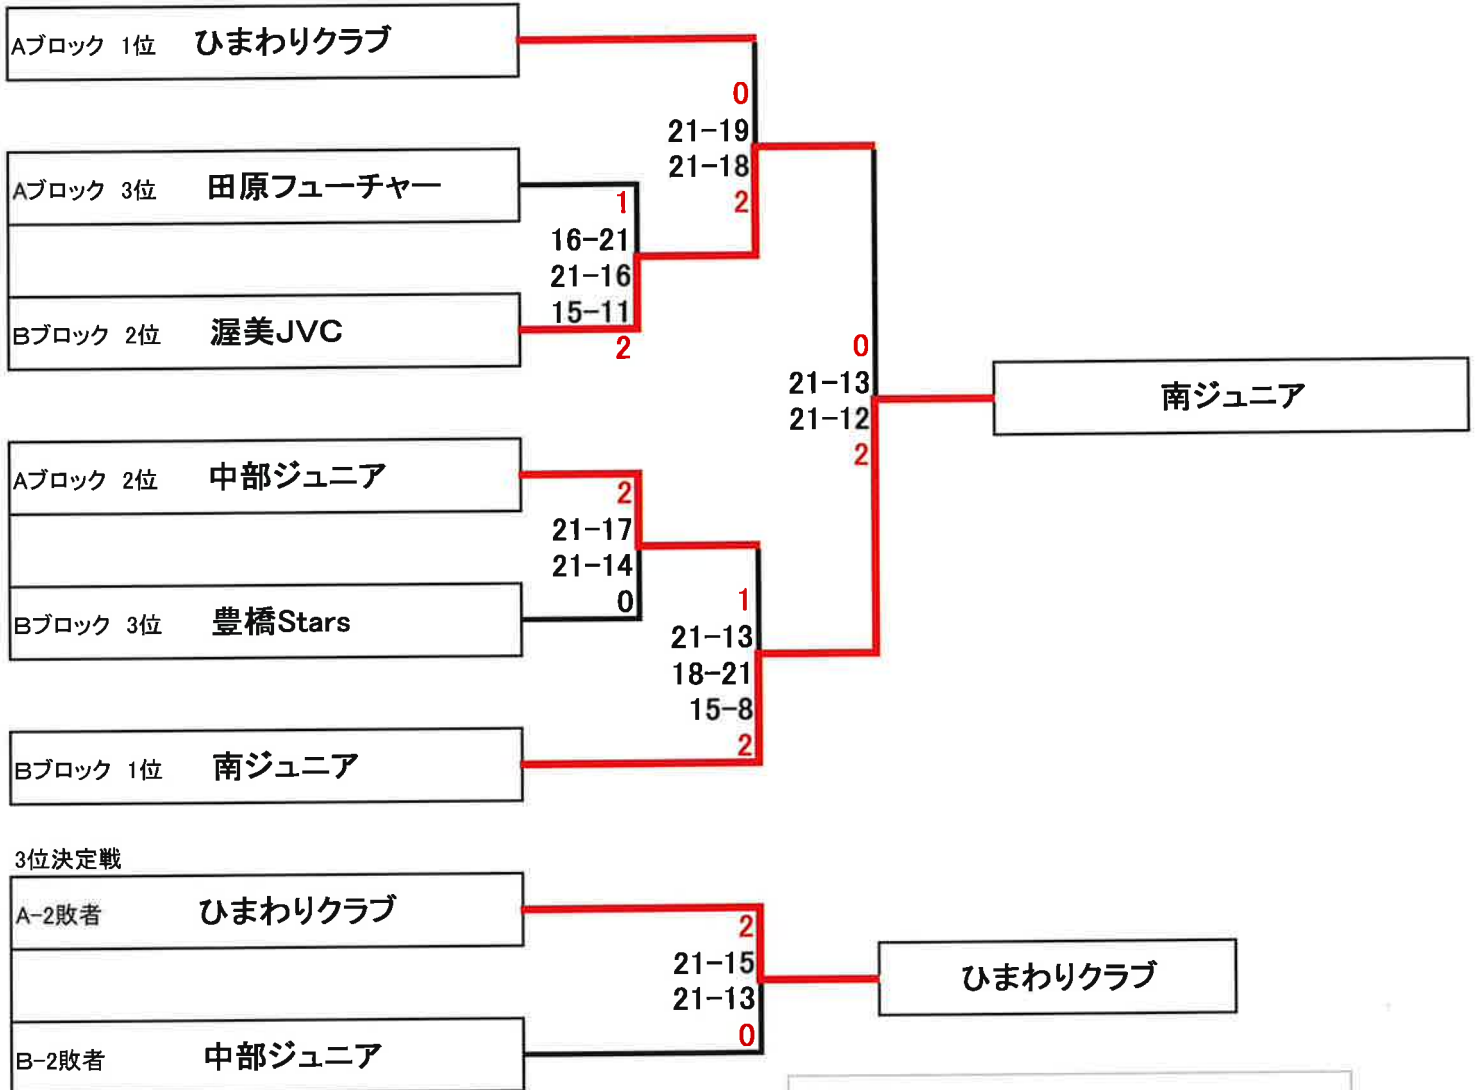 Aブロック 1位 ひまわりクラブ
0
21-19
21-18
2
Aブロック 3位 田原フューチャー
1
16-21
21-16
15-11
2
Bブロック 2位 渥美JVC
0
21-13
21-12
2
南ジュニア
Aブロック 2位 中部ジュニア
2
21-17
21-14
0
Bブロック 3位 豊橋Stars
1
21-13
18-21
15-8
2
Bブロック 1位 南ジュニア
3位決定戦
A-2敗者 ひまわりクラブ
2
21-15
21-13
0
ひまわりクラブ
B-2敗者 中部ジュニア